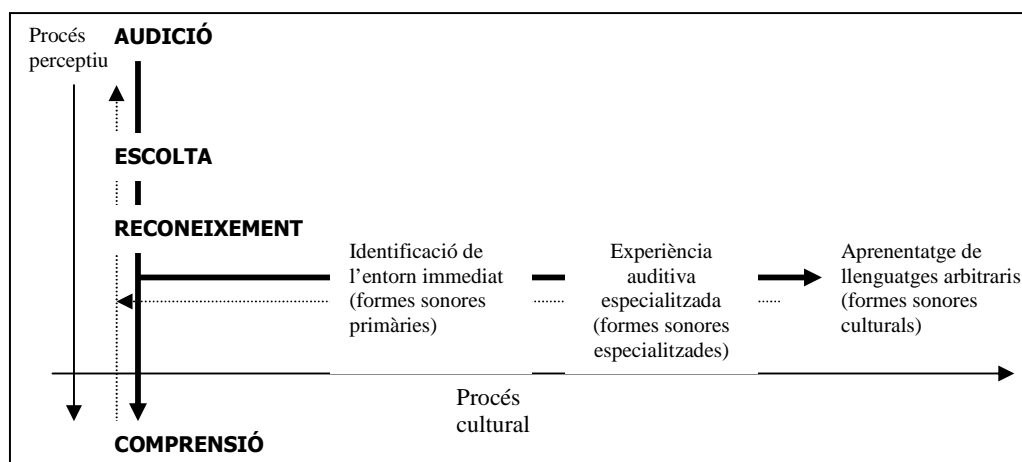 Procés
perceptiu
AUDICIÓ
ESCOLTA
RECONEIXEMENT
Identificació de
l'entorn immediat
(formes sonores
primàries)
Experiència
auditiva
especialitzada
(formes sonores
especialitzades)
Aprenentatge de
llenguatges arbitraris
(formes sonores
culturals)
Procés
cultural
COMPRENSIÓ